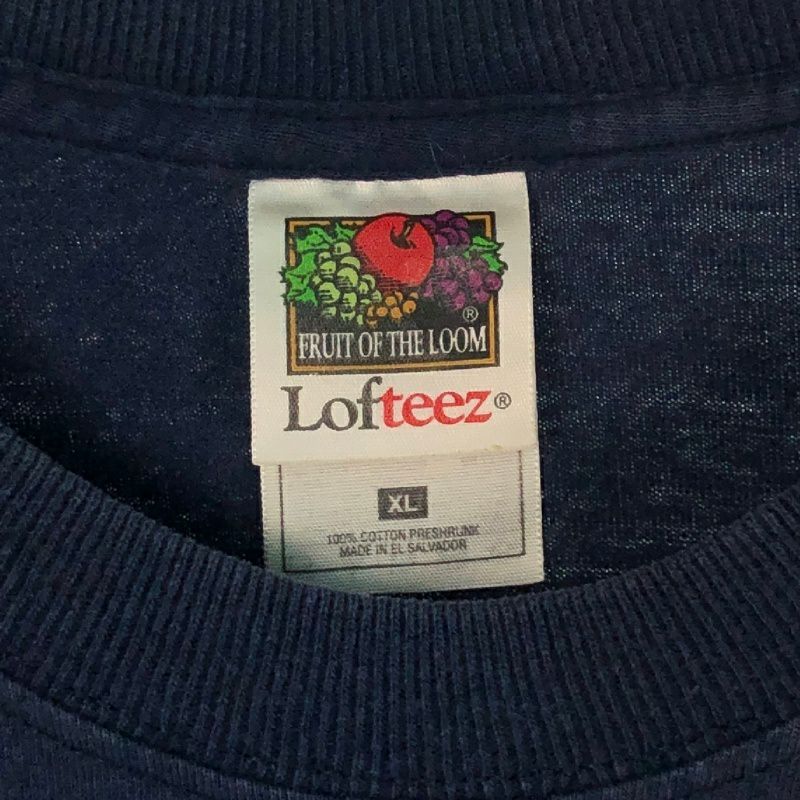 ®
FRUIT OF THE LOOM
Lofteez®
XL
100% COTTON PRESHRUNK
MADE IN EL SALVADOR